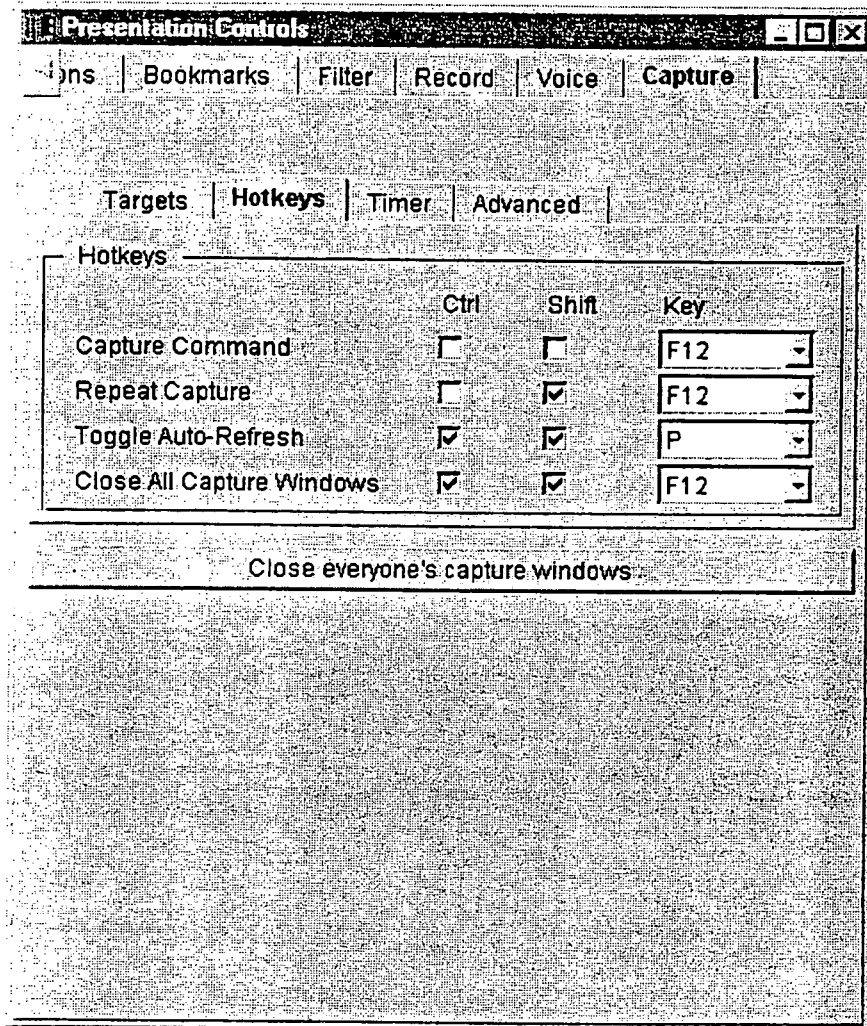 Presentation Controls
ons Bookmarks Filter Record Voice Capture
Targets Hotkeys Timer Advanced
Hotkeys
Ctrl Shift Key
Capture Command F12
Repeat Capture F12
Toggle Auto-Refresh P
Close All Capture Windows F12
Close everyone's capture windows